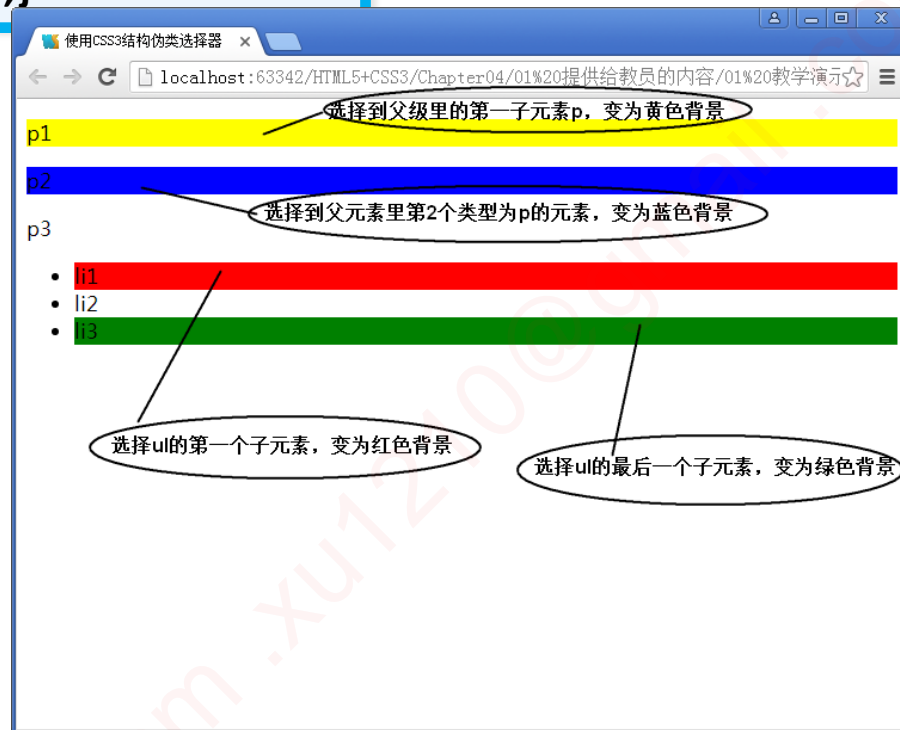 使用CSS3结构伪类选择器
localhost:63342/HTML5+CSS3/Chapter04/01%20提供给教员的内容/01%20教学演示
选择到父级里的第一子元素p，变为黄色背景
p1
p2
选择到父元素里第2个类型为p的元素，变为蓝色背景
p3
li1
li2
li3
选择ul的第一个子元素，变为红色背景
选择ul的最后一个子元素，变为绿色背景